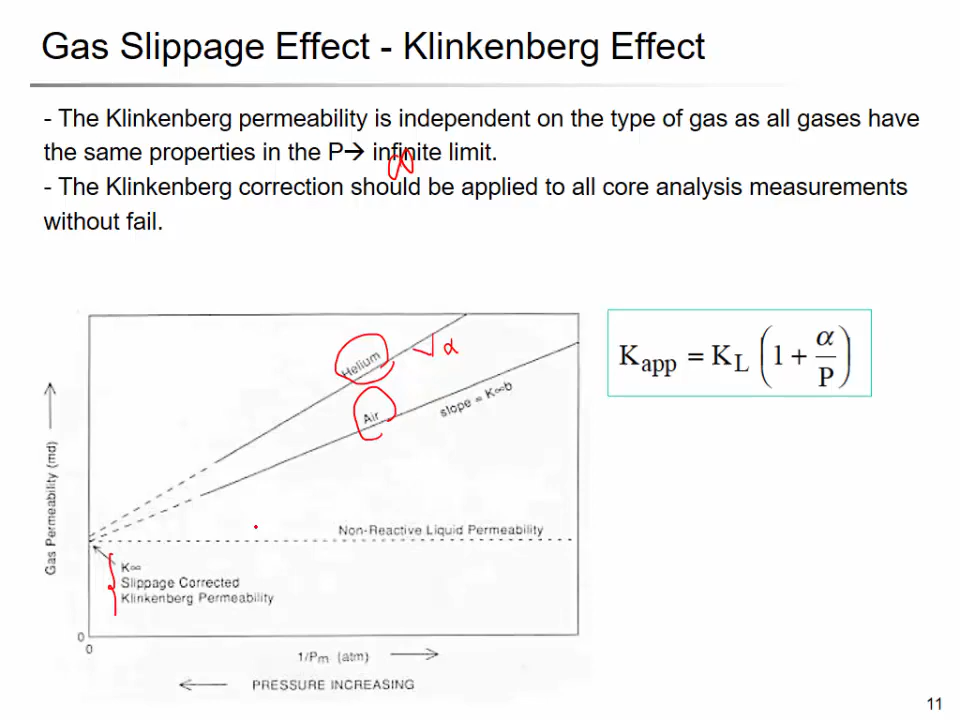 Gas Slippage Effect - Klinkenberg Effect
- The Klinkenberg permeability is independent on the type of gas as all gases have
the same properties in the P→ infinite limit.
- The Klinkenberg correction should be applied to all core analysis measurements
without fail.
Helium
α
Air
slope = K∞b
K_app = K_L (1 + α/P)
Gas Permeability (md)
Non-Reactive Liquid Permeability
K∞
Slippage Corrected
Klinkenberg Permeability
0
0
1/Pm (atm)
PRESSURE INCREASING
11